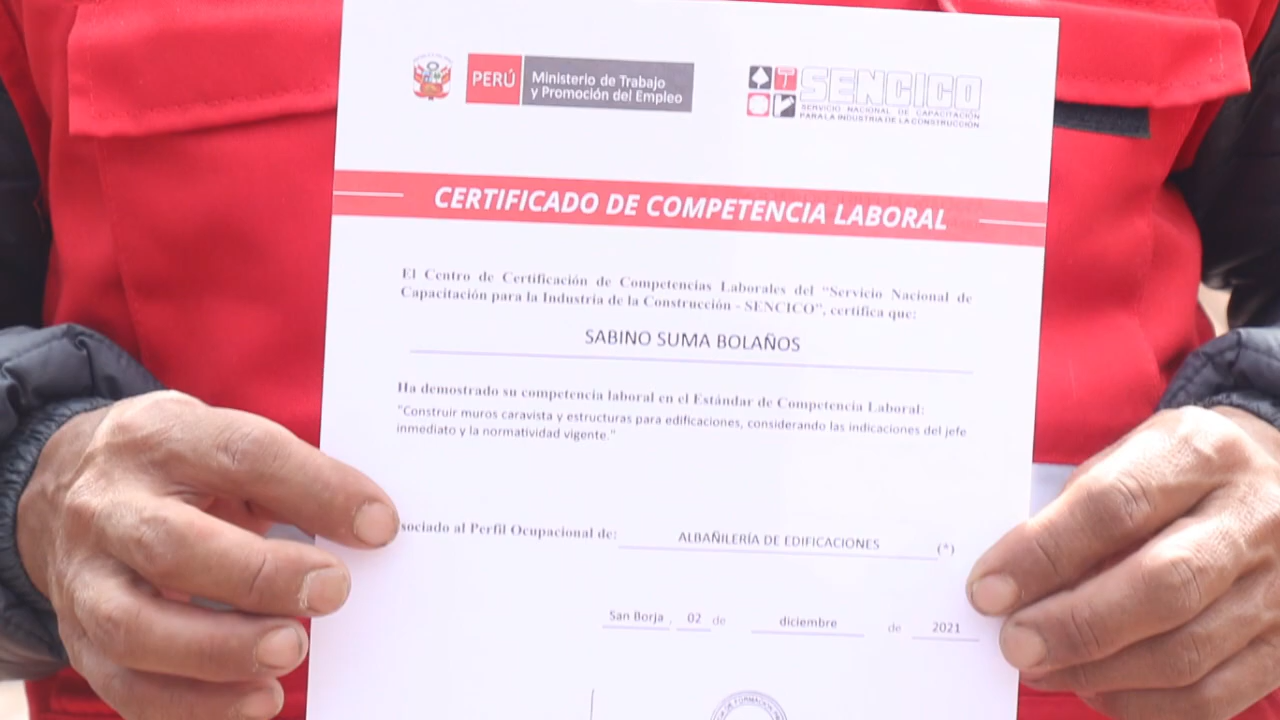 PERÚ
Ministerio de Trabajo
y Promoción del Empleo
SENCICO
SERVICIO NACIONAL DE CAPACITACIÓN
PARA LA INDUSTRIA DE LA CONSTRUCCIÓN
CERTIFICADO DE COMPETENCIA LABORAL
El Centro de Certificación de Competencias Laborales del "Servicio Nacional de
Capacitación para la Industria de la Construcción - SENCICO", certifica que:
SABINO SUMA BOLAÑOS
Ha demostrado su competencia laboral en el Estándar de Competencia Laboral:
"Construir muros caravista y estructuras para edificaciones, considerando las indicaciones del jefe
inmediato y la normatividad vigente."
sociado al Perfil Ocupacional de: ALBAÑILERÍA DE EDIFICACIONES (*)
San Borja, 02 de diciembre de 2021